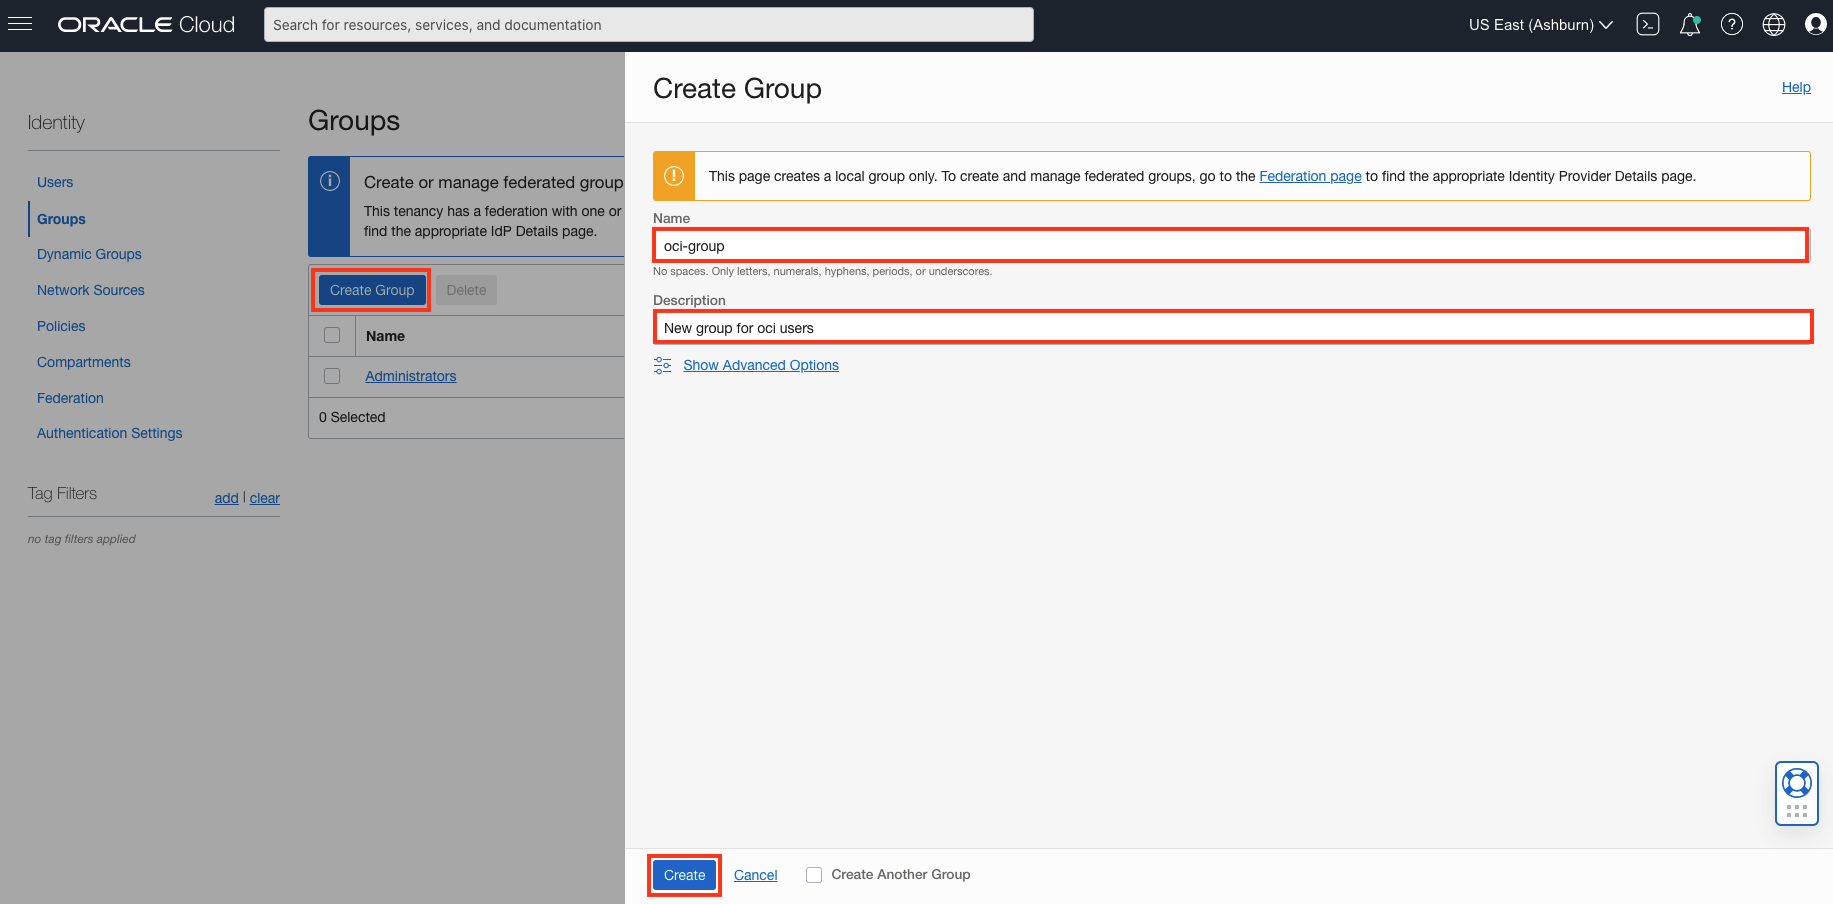 ORACLE Cloud
Search for resources, services, and documentation
US East (Ashburn)
Identity
Users
Groups
Dynamic Groups
Network Sources
Policies
Compartments
Federation
Authentication Settings
Tag Filters
add | clear
no tag filters applied
Groups
Create or manage federated group
This tenancy has a federation with one or
find the appropriate IdP Details page.
Create Group
Delete
Name
Administrators
0 Selected
Create Group
Help
This page creates a local group only. To create and manage federated groups, go to the Federation page to find the appropriate Identity Provider Details page.
Name
oci-group
No spaces. Only letters, numerals, hyphens, periods, or underscores.
Description
New group for oci users
Show Advanced Options
Create
Cancel
Create Another Group